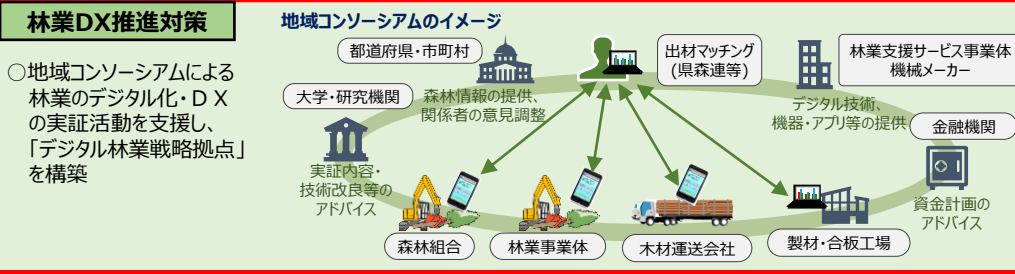 林業DX推進対策
○地域コンソーシアムによる
林業のデジタル化・DX
の実証活動を支援し、
「デジタル林業戦略拠点」
を構築
地域コンソーシアムのイメージ
都道府県・市町村
森林情報の提供、
関係者の意見調整
出材マッチング
(県森連等)
林業支援サービス事業体
機械メーカー
デジタル技術、
機器・アプリ等の提供
大学・研究機関
実証内容・
技術改良等の
アドバイス
金融機関
資金計画の
アドバイス
森林組合
林業事業体
木材運送会社
製材・合板工場